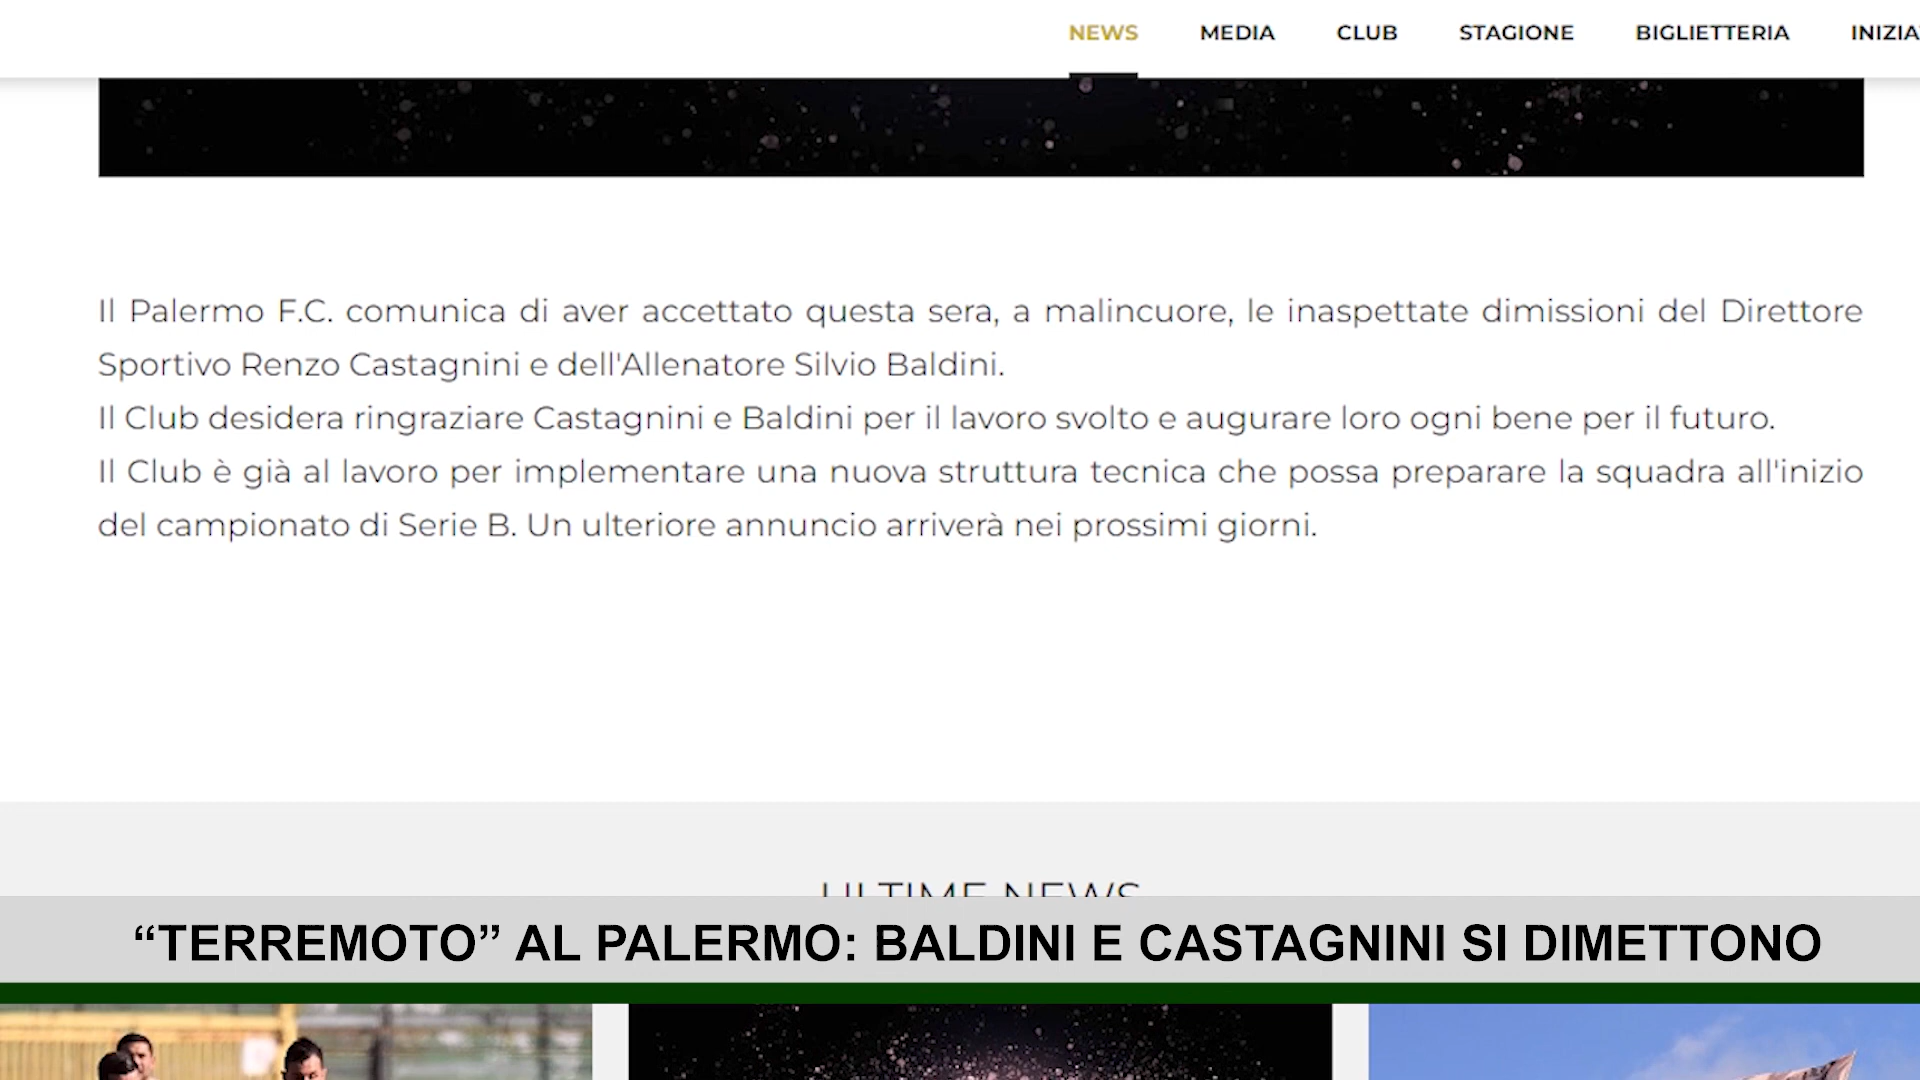 NEWS MEDIA CLUB STAGIONE BIGLIETTERIA
Il Palermo F.C. comunica di aver accettato questa sera, a malincuore, le inaspettate dimissioni del Direttore
Sportivo Renzo Castagnini e dell'Allenatore Silvio Baldini.
Il Club desidera ringraziare Castagnini e Baldini per il lavoro svolto e augurare loro ogni bene per il futuro.
Il Club è già al lavoro per implementare una nuova struttura tecnica che possa preparare la squadra all'inizio
del campionato di Serie B. Un ulteriore annuncio arriverà nei prossimi giorni.
ULTIME NEWS
“TERREMOTO” AL PALERMO: BALDINI E CASTAGNINI SI DIMETTONO